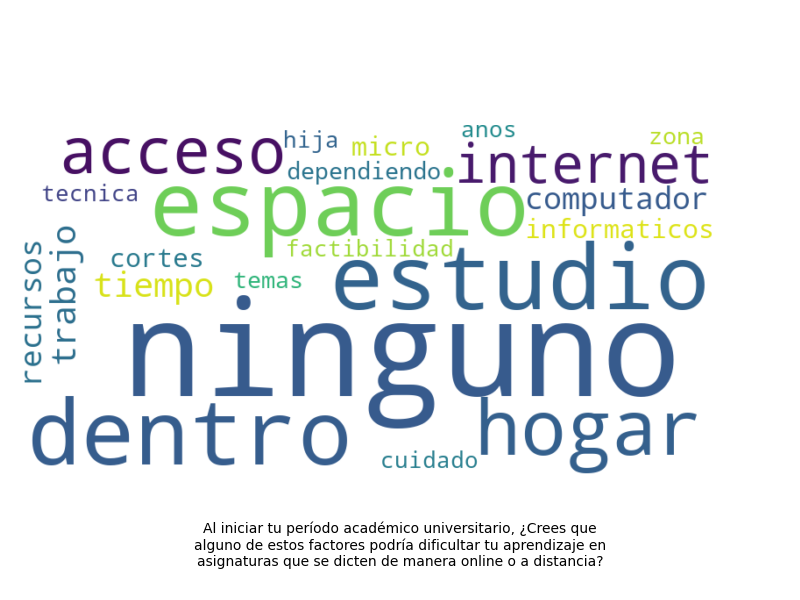 anos
zona
hija
micro
acceso
internet
dependiendo
tecnica
espacio
computador
informaticos
factibilidad
cortes
trabajo
recursos
tiempo
temas
estudio
ninguno
dentro
hogar
cuidado
Al iniciar tu período académico universitario, ¿Crees que
alguno de estos factores podría dificultar tu aprendizaje en
asignaturas que se dicten de manera online o a distancia?